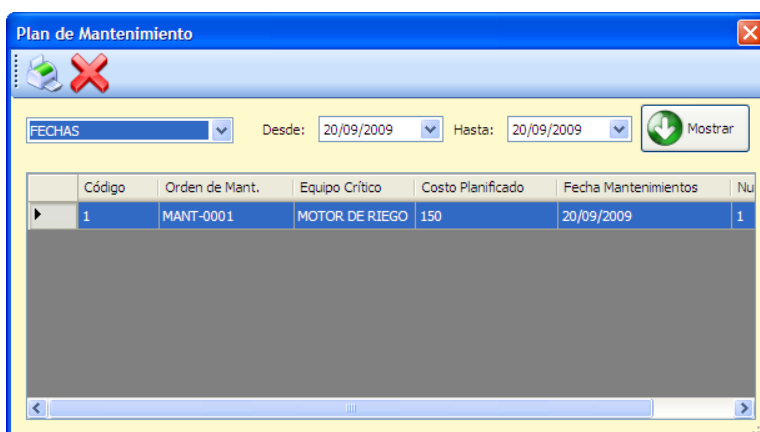 Plan de Mantenimiento
FECHAS Desde: 20/09/2009 Hasta: 20/09/2009 Mostrar
Código Orden de Mant. Equipo Crítico Costo Planificado Fecha Mantenimientos Nu
1 MANT-0001 MOTOR DE RIEGO 150 20/09/2009 1